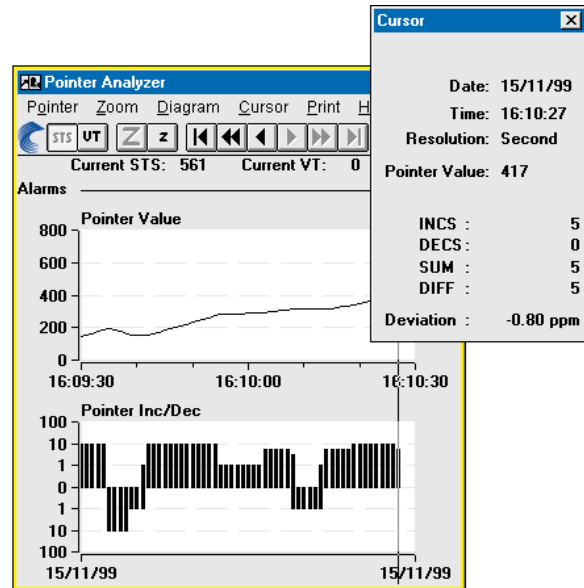 Cursor
Date: 15/11/99
Time: 16:10:27
Resolution: Second
Pointer Value: 417
INCS : 5
DECS : 0
SUM : 5
DIFF : 5
Deviation : -0.80 ppm
Pointer Analyzer
Pointer Zoom Diagram Cursor Print H
STS VT Z z
Current STS: 561 Current VT: 0
Alarms
Pointer Value
800
600
400
200
0
16:09:30 16:10:00 16:10:30
Pointer Inc/Dec
100
10
1
0
1
10
100
15/11/99 15/11/99